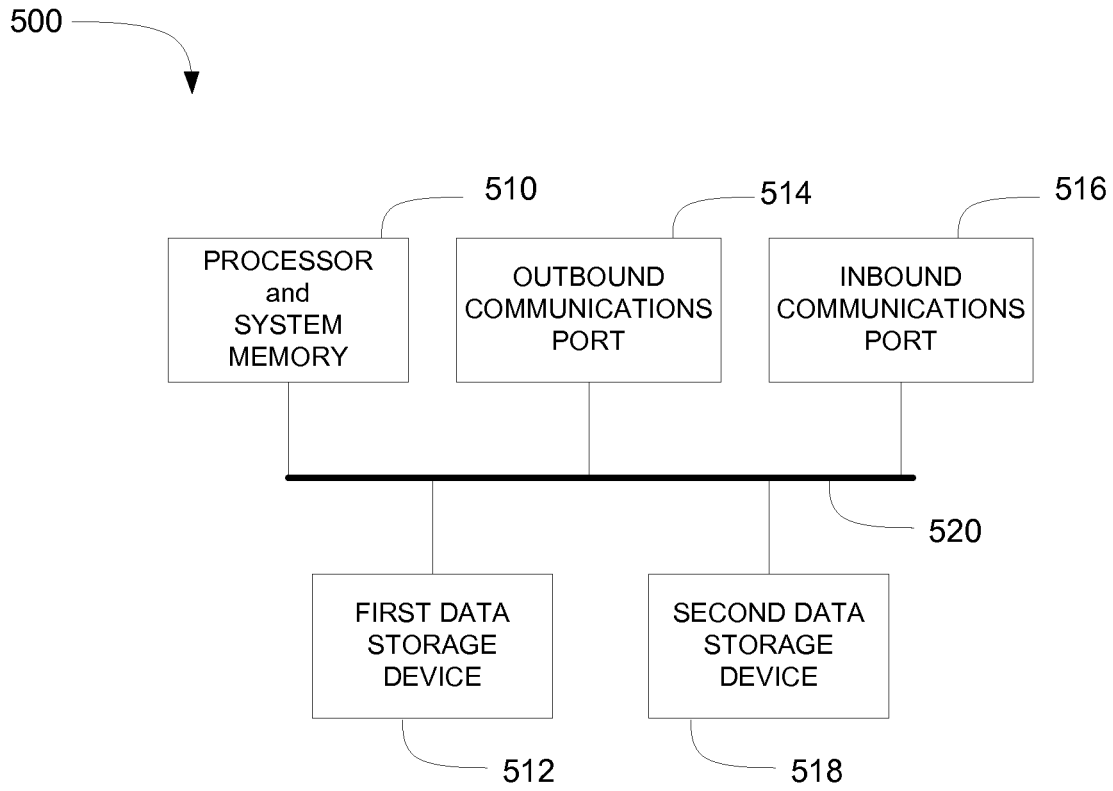 500
510
514
516
PROCESSOR
and
SYSTEM
MEMORY
OUTBOUND
COMMUNICATIONS
PORT
INBOUND
COMMUNICATIONS
PORT
520
FIRST DATA
STORAGE
DEVICE
SECOND DATA
STORAGE
DEVICE
512
518